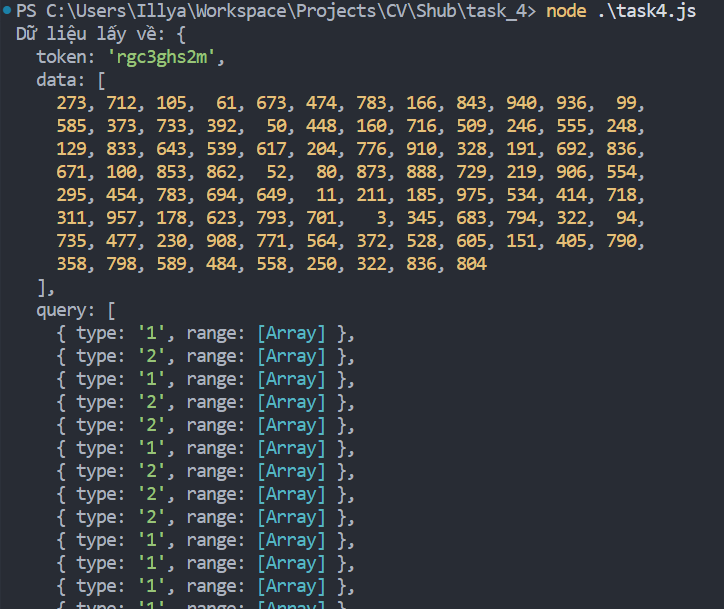 PS C:\Users\Illya\Workspace\Projects\CV\Shub\task_4> node .\task4.js
Dữ liệu lấy về: {
  token: 'rgc3ghs2m',
  data: [
    273, 712, 105,  61, 673, 474, 783, 166, 843, 940, 936,  99,
    585, 373, 733, 392,  50, 448, 160, 716, 509, 246, 555, 248,
    129, 833, 643, 539, 617, 204, 776, 910, 328, 191, 692, 836,
    671, 100, 853, 862,  52,  80, 873, 888, 729, 219, 906, 554,
    295, 454, 783, 694, 649,  11, 211, 185, 975, 534, 414, 718,
    311, 957, 178, 623, 793, 701,   3, 345, 683, 794, 322,  94,
    735, 477, 230, 908, 771, 564, 372, 528, 605, 151, 405, 790,
    358, 798, 589, 484, 558, 250, 322, 836, 804
  ],
  query: [
    { type: '1', range: [Array] },
    { type: '2', range: [Array] },
    { type: '1', range: [Array] },
    { type: '2', range: [Array] },
    { type: '2', range: [Array] },
    { type: '1', range: [Array] },
    { type: '2', range: [Array] },
    { type: '2', range: [Array] },
    { type: '2', range: [Array] },
    { type: '1', range: [Array] },
    { type: '1', range: [Array] },
    { type: '1', range: [Array] },
    { type: '1', range: [Array] },